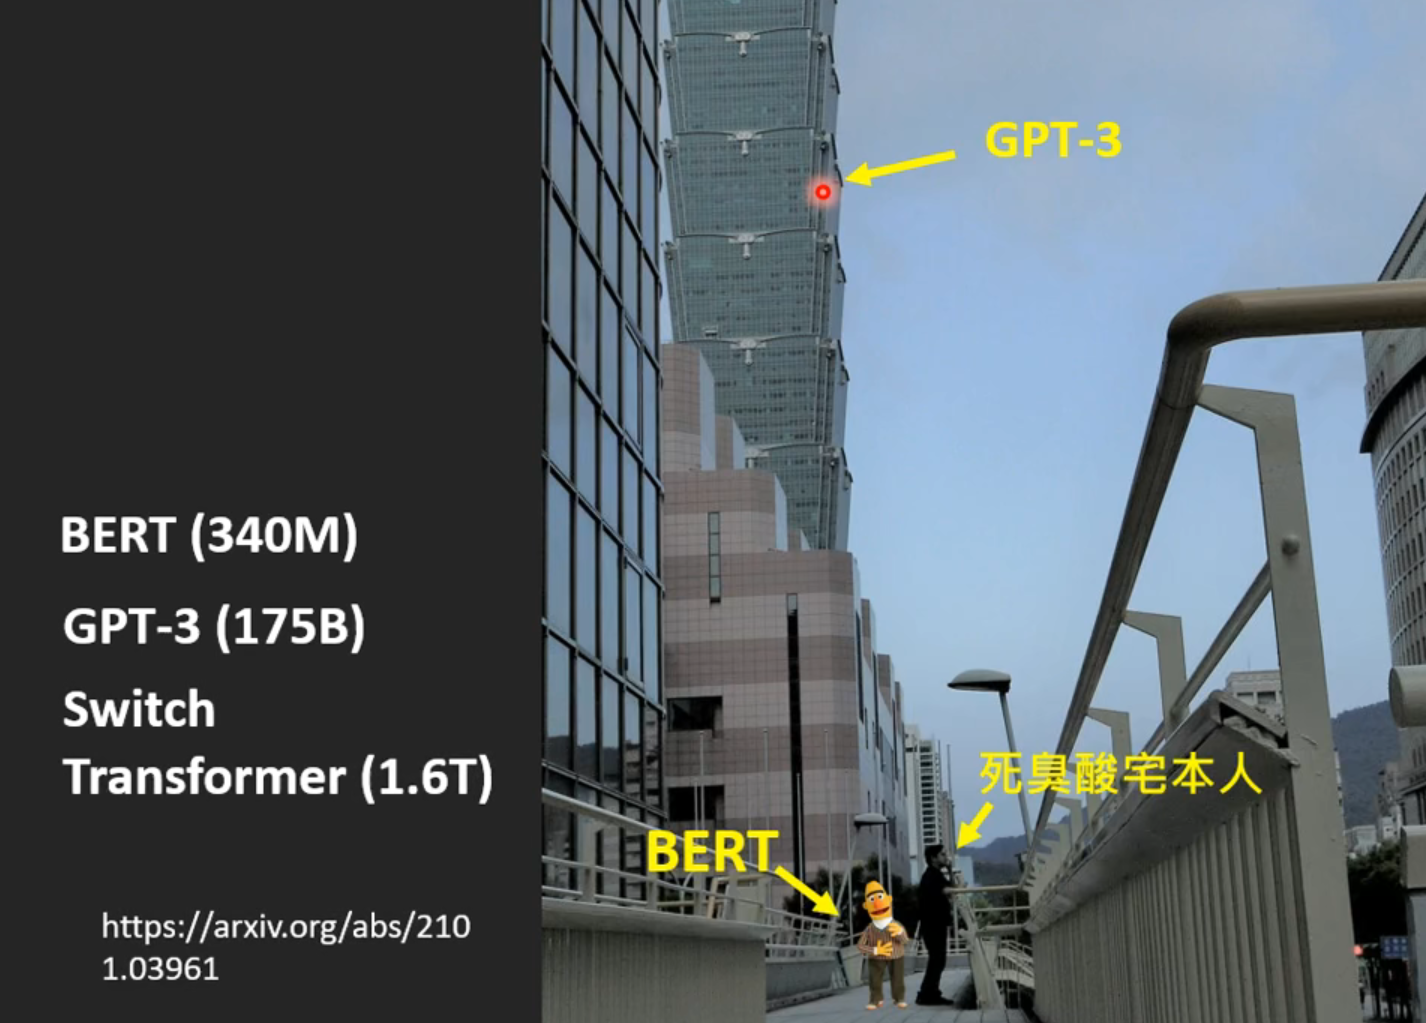 BERT (340M)
GPT-3 (175B)
Switch
Transformer (1.6T)
https://arxiv.org/abs/210
1.03961
GPT-3
死臭酸宅本人
BERT